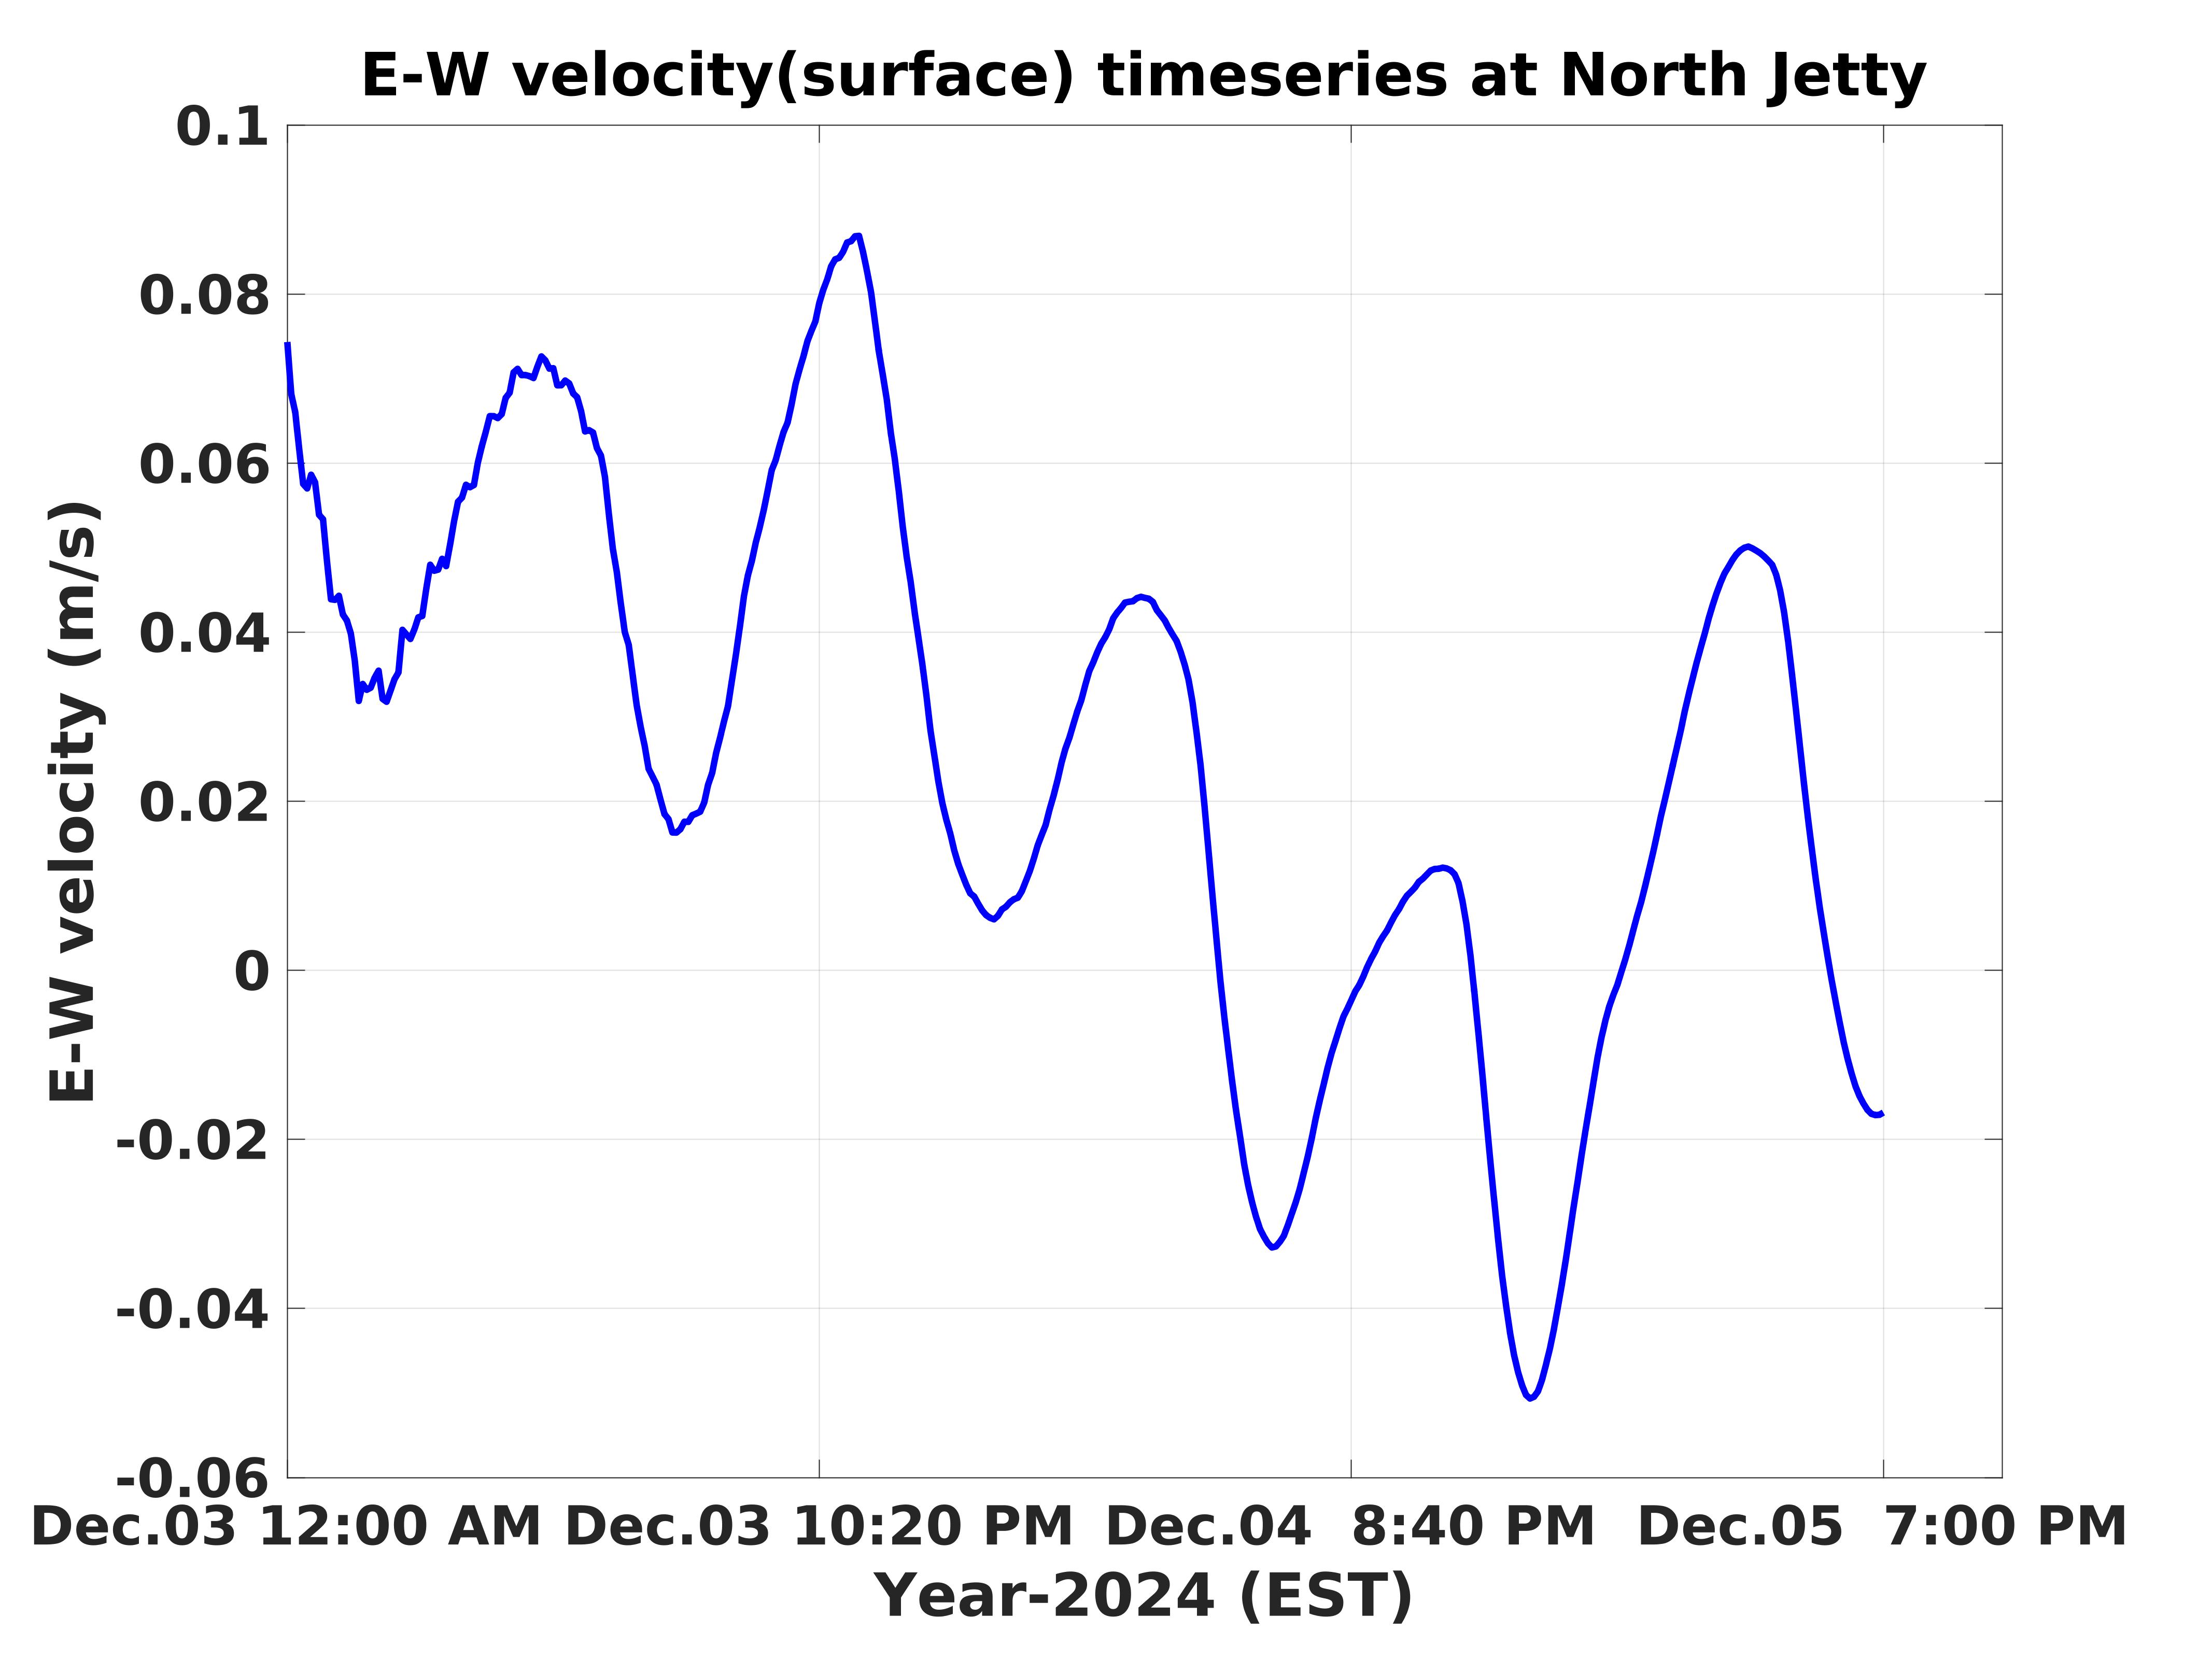 E-W velocity(surface) timeseries at North Jetty
0.1
0.08
0.06
0.04
0.02
0
-0.02
-0.04
-0.06
E-W velocity (m/s)
Dec.03 12:00 AM Dec.03 10:20 PM Dec.04 8:40 PM Dec.05 7:00 PM
Year-2024 (EST)